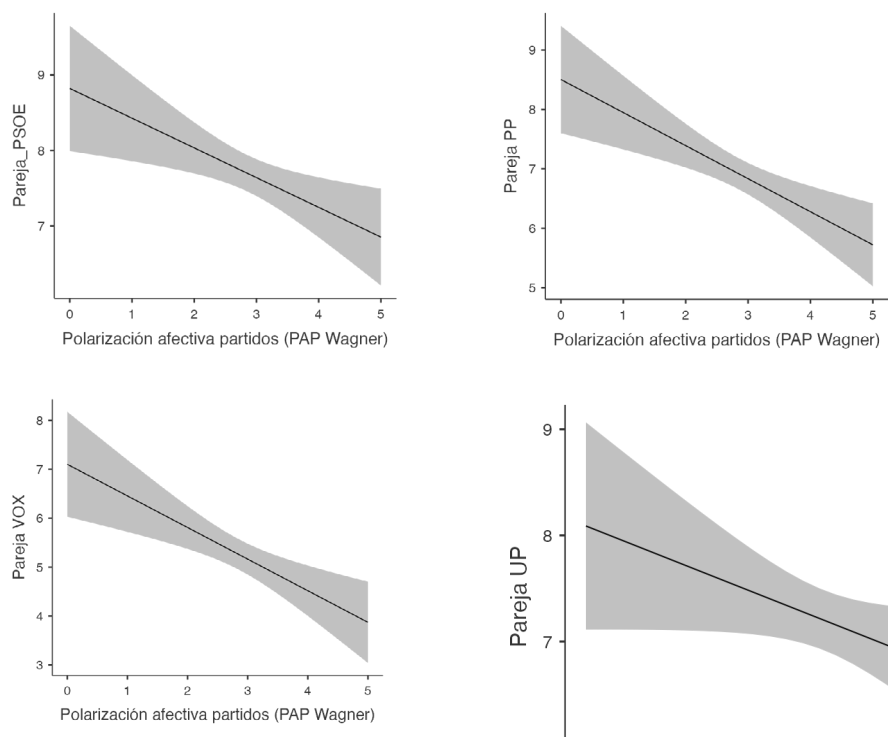 Pareja_PSOE
9
8
7
0 1 2 3 4 5
Polarización afectiva partidos (PAP Wagner)
Pareja PP
9
8
7
6
5
0 1 2 3 4 5
Polarización afectiva partidos (PAP Wagner)
Pareja VOX
8
7
6
5
4
3
0 1 2 3 4 5
Polarización afectiva partidos (PAP Wagner)
Pareja UP
9
8
7